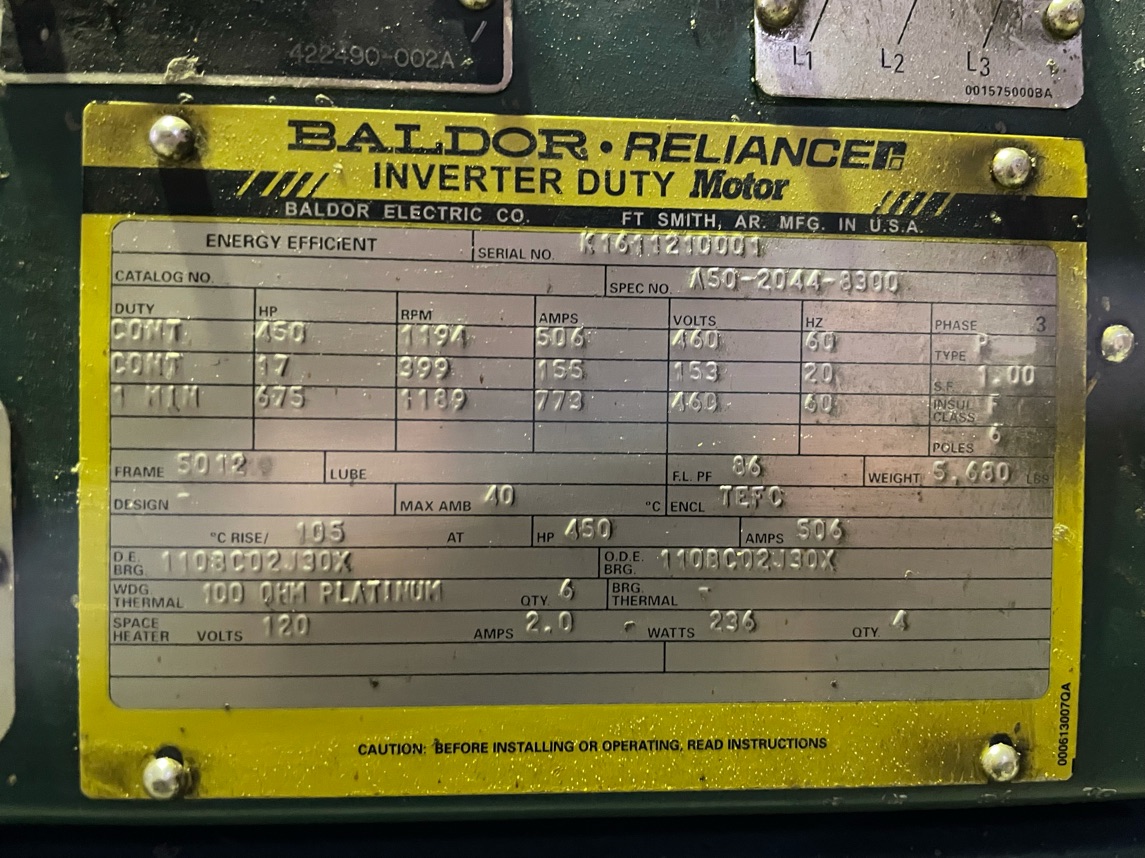 422490-002A
L1 L2 L3
001575000BA
BALDOR · RELIANCER
INVERTER DUTY Motor
BALDOR ELECTRIC CO. FT SMITH, AR. MFG. IN U.S.A.
ENERGY EFFICIENT SERIAL NO. K1611210001
CATALOG NO. SPEC NO. A50-2044-8300
DUTY HP RPM AMPS VOLTS HZ PHASE 3
CONT. 450 1194 506 460 60 TYPE P
CONT 17 399 155 153 20 S.F. 1.00
1 MIN 675 1189 773 460 60 INSUL CLASS F
POLES 6
FRAME 5012 LUBE F.L. PF 86 WEIGHT 5,680 LBS
DESIGN - MAX AMB 40 °C ENCL TEFC
°C RISE/ 105 AT HP 450 AMPS 506
D.E. BRG. 110BC02J30X O.D.E. BRG. 110BC02J30X
WDG. THERMAL 100 OHM PLATINUM QTY. 6 BRG. THERMAL -
SPACE HEATER VOLTS 120 AMPS 2.0 - WATTS 236 QTY. 4
CAUTION: BEFORE INSTALLING OR OPERATING, READ INSTRUCTIONS
000613007QA